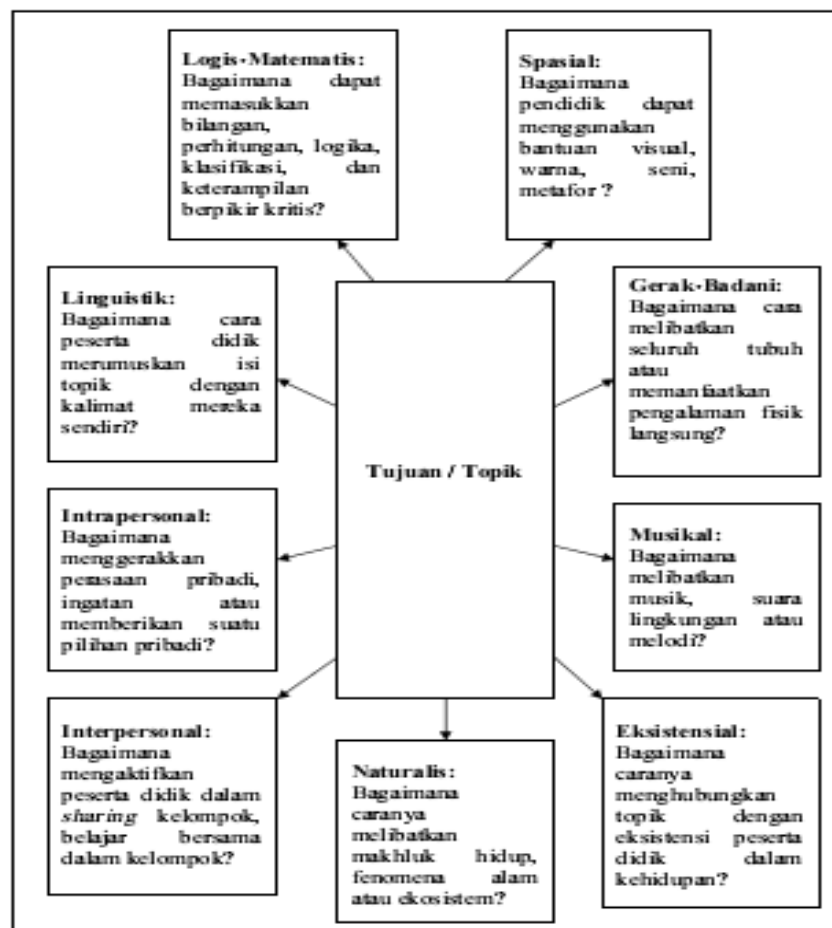 Logis-Matematis:
Bagaimana dapat
memasukkan
bilangan,
perhitungan, logika,
klasifikasi, dan
keterampilan
berpikir kritis?
Spasial:
Bagaimana
pendidik dapat
menggunakan
bantuan visual,
warna, seni,
metafor ?
Linguistik:
Bagaimana cara
peserta didik
merumuskan isi
topik dengan
kalimat mereka
sendiri?
Gerak-Badani:
Bagaimana cara
melibatkan
seluruh tubuh
atau
memanfaatkan
pengalaman fisik
langsung?
Tujuan / Topik
Intrapersonal:
Bagaimana
menggerakkan
perasaan pribadi,
ingatan atau
memberikan suatu
pilihan pribadi?
Musikal:
Bagaimana
melibatkan
musik, suara
lingkungan atau
melodi?
Interpersonal:
Bagaimana
mengaktifkan
peserta didik dalam
sharing kelompok,
belajar bersama
dalam kelompok?
Naturalis:
Bagaimana
caranya
melibatkan
makhluk hidup,
fenomena alam
atau ekosistem?
Eksistensial:
Bagaimana
caranya
menghubungkan
topik dengan
eksistensi peserta
didik dalam
kehidupan?